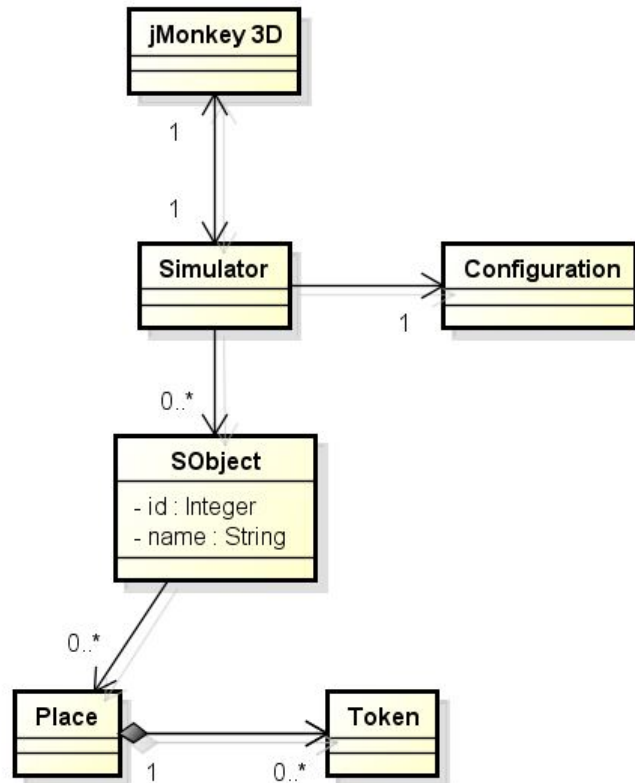 jMonkey 3D
1
1
Simulator
Configuration
1
0..*
SObject
- id : Integer
- name : String
0..*
Place
Token
1
0..*